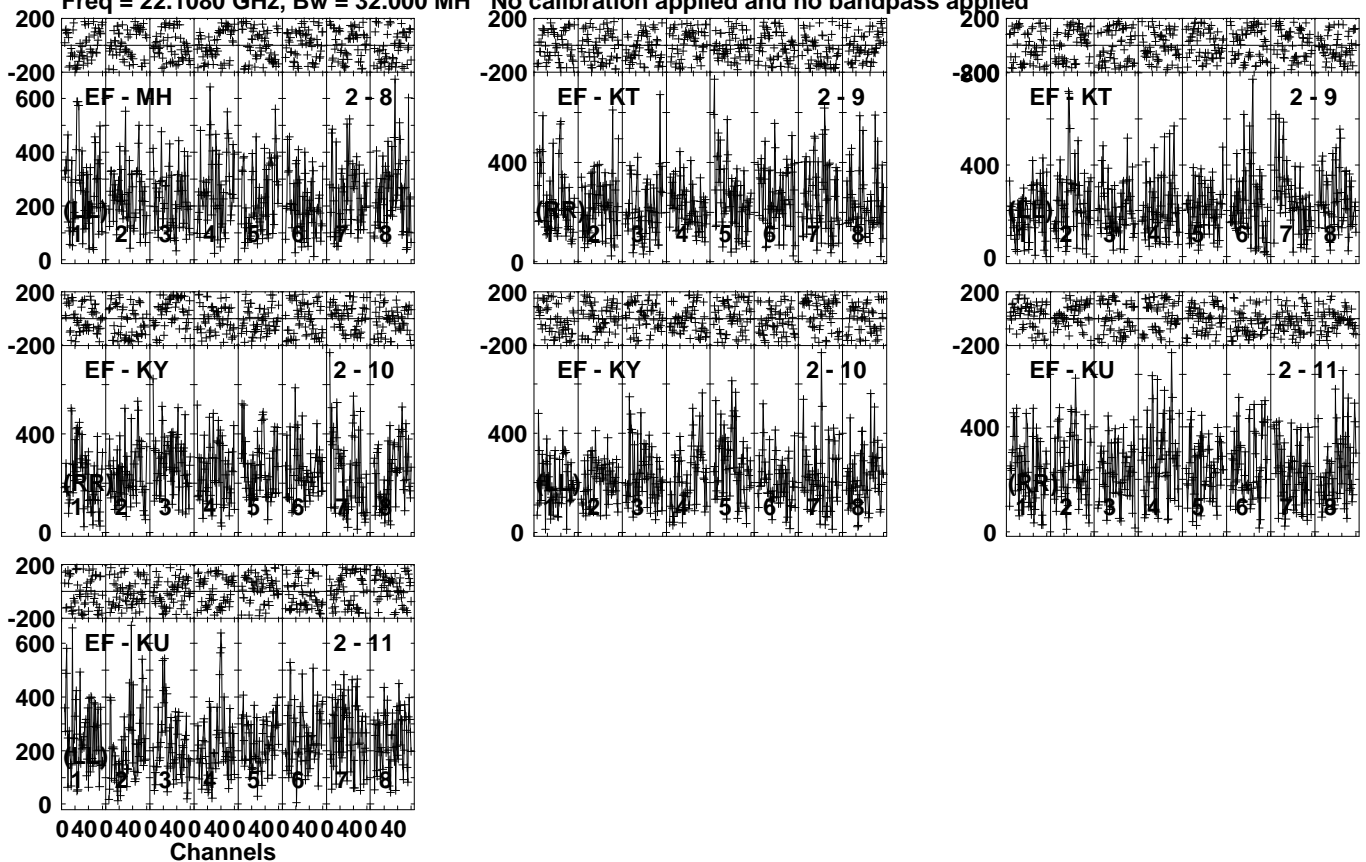 Freq = 22.1080 GHz, Bw = 32.000 MH No calibration applied and no bandpass applied
200
-200
600
400
200
0
EF - MH 2 - 8
(LL)
1 2 3 4 5 6 7 8
200
-200
400
0
EF - KT 2 - 9
(RR)
1 2 3 4 5 6 7 8
200
-200
800
400
0
EF - KT 2 - 9
(LL)
1 2 3 4 5 6 7 8
200
-200
400
0
EF - KY 2 - 10
(RR)
1 2 3 4 5 6 7 8
200
-200
400
0
EF - KY 2 - 10
(LL)
1 2 3 4 5 6 7 8
200
-200
400
0
EF - KU 2 - 11
(RR)
1 2 3 4 5 6 7 8
200
-200
600
400
200
0
EF - KU 2 - 11
(LL)
1 2 3 4 5 6 7 8
0 40 0 40 0 40 0 40 0 40 0 40 0 40 0 40
Channels